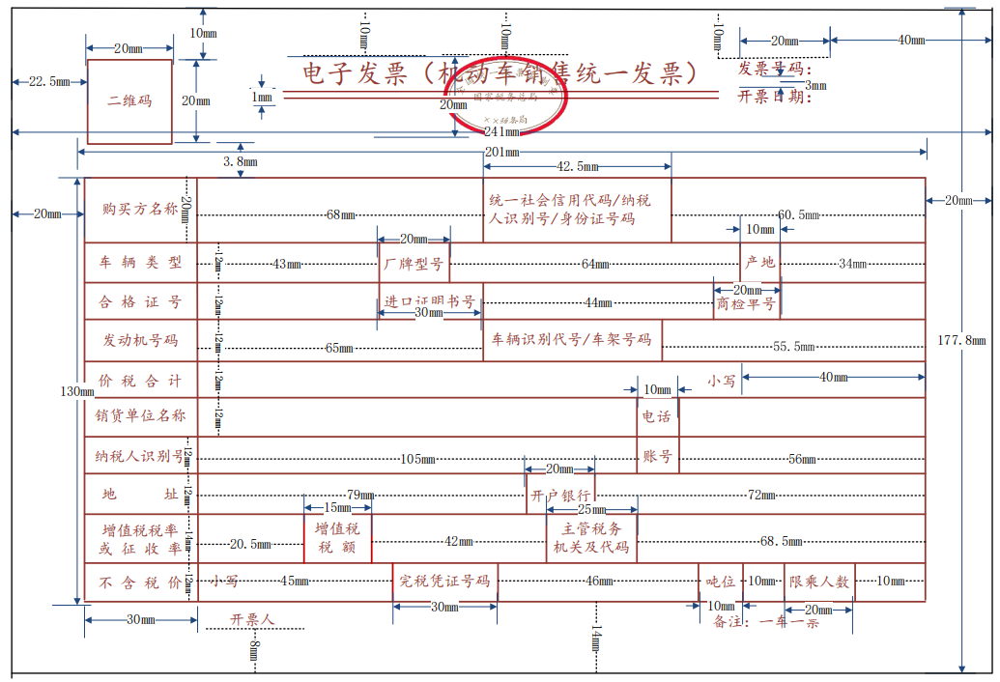 10mm
10mm
10mm
10mm
20mm
20mm
40mm
电子发票（机动车销售统一发票）
发票号码：
22.5mm
二维码
20mm
1mm
20mm
国家税务总局
3mm
开票日期：
××税务局
241mm
201mm
3.8mm
42.5mm
购买方名称
20mm
68mm
统一社会信用代码/纳税
人识别号/身份证号码
60.5mm
20mm
20mm
20mm
10mm
车辆类型
12mm
43mm
厂牌型号
64mm
产地
34mm
合格证号
12mm
进口证明书号
30mm
44mm
20mm
商检单号
发动机号码
12mm
65mm
车辆识别代号/车架号码
55.5mm
177.8mm
130mm
价税合计
12mm
小写
40mm
10mm
销货单位名称
12mm
电话
纳税人识别号
12mm
105mm
账号
56mm
20mm
地址
12mm
79mm
开户银行
72mm
15mm
25mm
增值税税率
或征收率
14mm
20.5mm
增值税
税额
42mm
主管税务
机关及代码
68.5mm
不含税价
12mm
小写
45mm
完税凭证号码
46mm
吨位
10mm
限乘人数
10mm
30mm
30mm
10mm
20mm
开票人
备注：一车一票
8mm
14mm